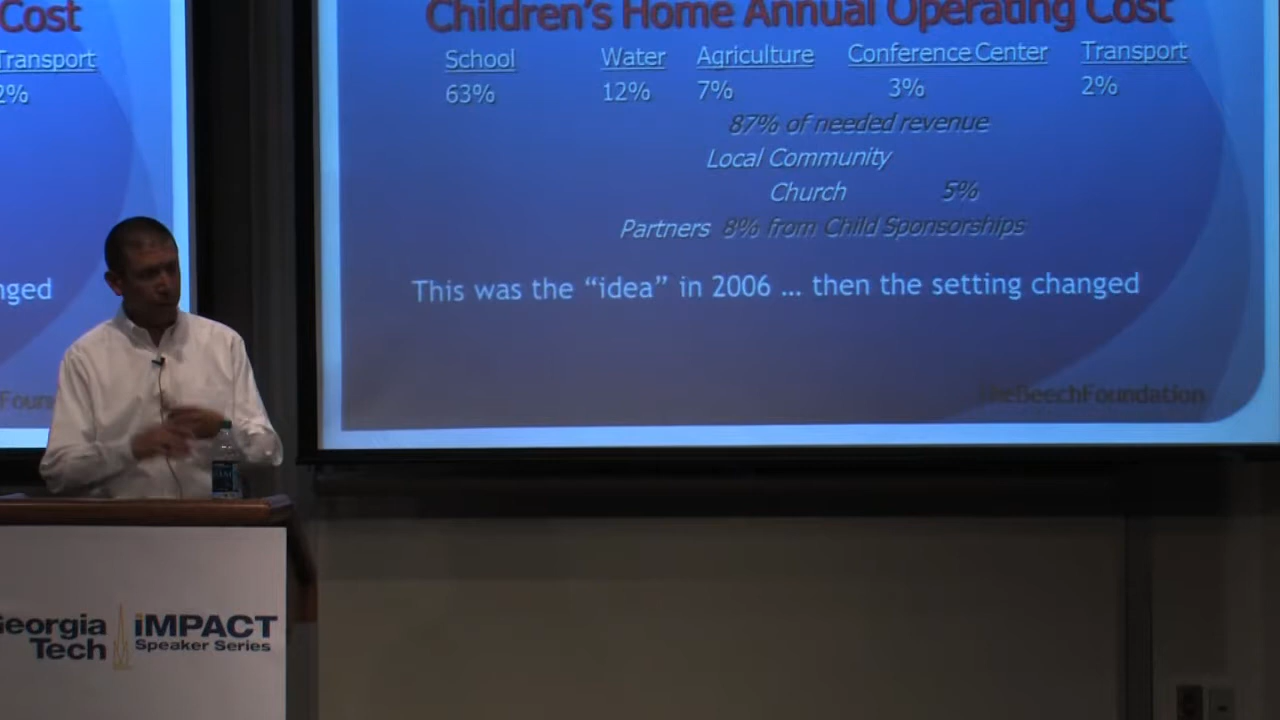 Cost
Transport
2%
nged
Foun
Children's Home Annual Operating Cost
School Water Agriculture Conference Center Transport
63% 12% 7% 3% 2%
87% of needed revenue
Local Community
Church 5%
Partners 8% from Child Sponsorships
This was the "idea" in 2006 ... then the setting changed
TheBeechFoundation
Georgia
Tech
iMPACT
Speaker Series